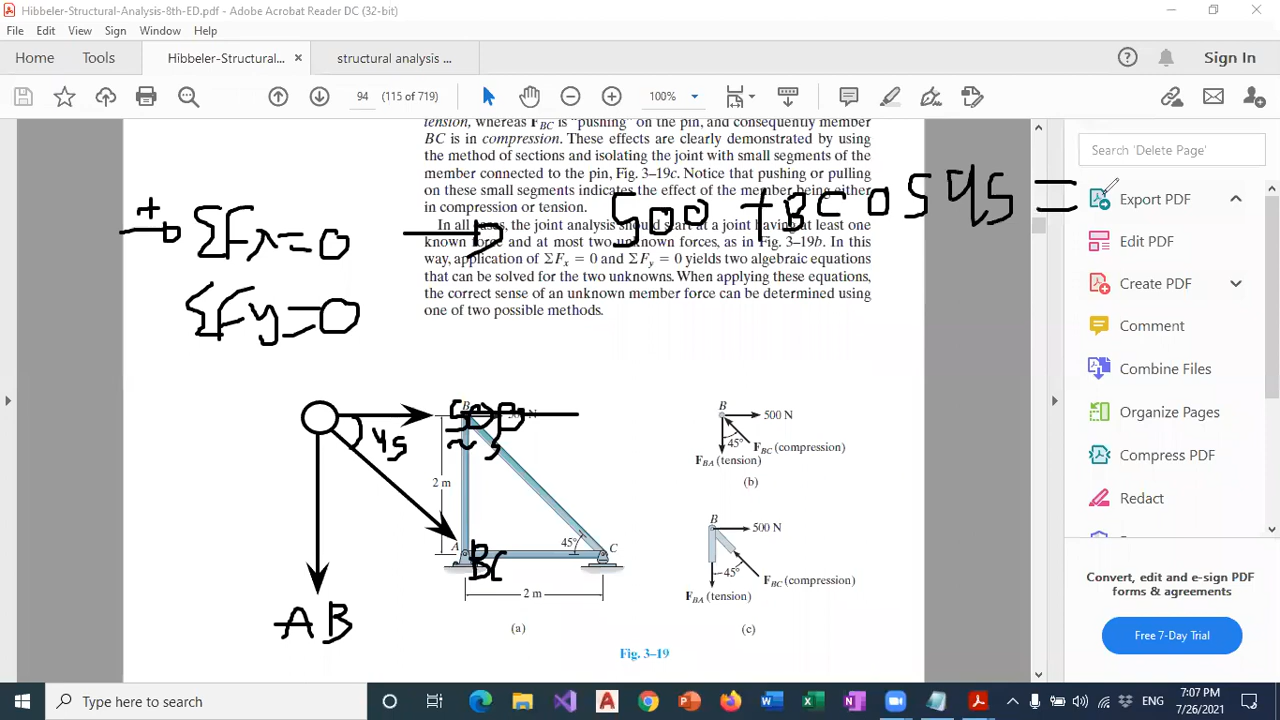 Hibbeler-Structural-Analysis-8th-ED.pdf - Adobe Acrobat Reader DC (32-bit)
File Edit View Sign Window Help
Home Tools Hibbeler-Structural... × structural analysis ... Sign In
94 (115 of 719) 100%
tension, whereas F_BC is "pushing" on the pin, and consequently member
BC is in compression. These effects are clearly demonstrated by using
the method of sections and isolating the joint with small segments of the
member connected to the pin, Fig. 3–19c. Notice that pushing or pulling
on these small segments indicates the effect of the member being either
in compression or tension.
In all cases, the joint analysis should start at a joint having at least one
known force and at most two unknown forces, as in Fig. 3–19b. In this
way, application of ΣF_x = 0 and ΣF_y = 0 yields two algebraic equations
that can be solved for the two unknowns. When applying these equations,
the correct sense of an unknown member force can be determined using
one of two possible methods.
+ ΣFx=0
500 +BC cos 45 =
ΣFy=0
45
500
AB
BC
B
2 m
A
45°
C
2 m
(a)
B
500 N
45°
F_BC (compression)
F_BA (tension)
(b)
B
500 N
45°
F_BC (compression)
F_BA (tension)
(c)
Fig. 3–19
Search 'Delete Page'
Export PDF
Edit PDF
Create PDF
Comment
Combine Files
Organize Pages
Compress PDF
Redact
Convert, edit and e-sign PDF
forms & agreements
Free 7-Day Trial
Type here to search
ENG
7:07 PM
7/26/2021